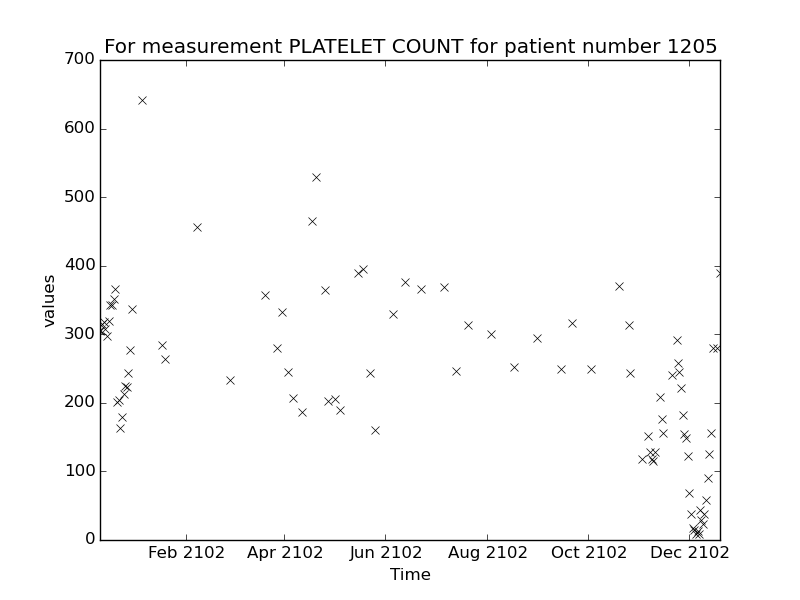 For measurement PLATELET COUNT for patient number 1205
700
600
500
400
300
200
100
0
values
Feb 2102
Apr 2102
Jun 2102
Aug 2102
Oct 2102
Dec 2102
Time